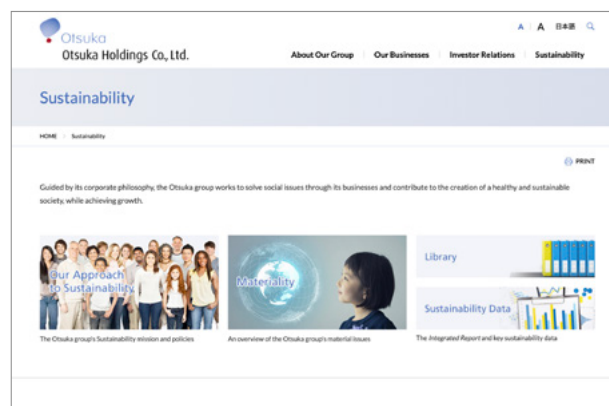 Otsuka
Otsuka Holdings Co., Ltd.
A A 日本語
About Our Group Our Businesses Investor Relations Sustainability
Sustainability
HOME Sustainability
PRINT
Guided by its corporate philosophy, the Otsuka group works to solve social issues through its businesses and contribute to the creation of a healthy and sustainable
society, while achieving growth.
Our Approach
to Sustainability
Materiality
Library
Sustainability Data
The Otsuka group's Sustainability mission and policies
An overview of the Otsuka group's material issues
The Integrated Report and key sustainability data